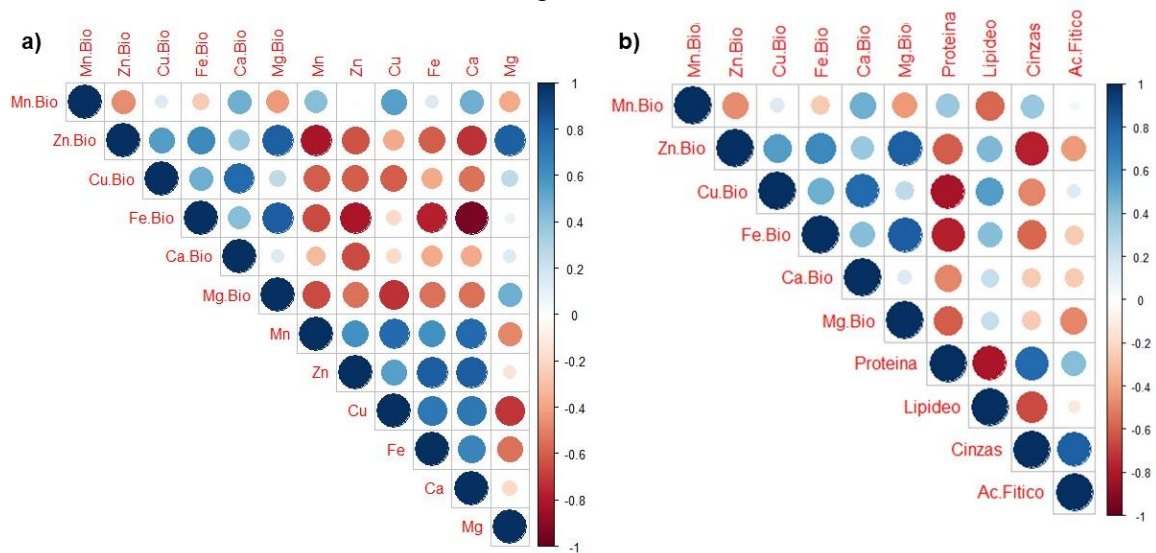 a)
Mn.Bio
Zn.Bio
Cu.Bio
Fe.Bio
Ca.Bio
Mg.Bio
Mn
Zn
Cu
Fe
Ca
Mg
Mn.Bio
Zn.Bio
Cu.Bio
Fe.Bio
Ca.Bio
Mg.Bio
Mn
Zn
Cu
Fe
Ca
Mg
1
0.8
0.6
0.4
0.2
0
-0.2
-0.4
-0.6
-0.8
-1
b)
Mn.Bio
Zn.Bio
Cu.Bio
Fe.Bio
Ca.Bio
Mg.Bio
Proteina
Lipideo
Cinzas
Ac.Fitico
Mn.Bio
Zn.Bio
Cu.Bio
Fe.Bio
Ca.Bio
Mg.Bio
Proteina
Lipideo
Cinzas
Ac.Fitico
1
0.8
0.6
0.4
0.2
0
-0.2
-0.4
-0.6
-0.8
-1